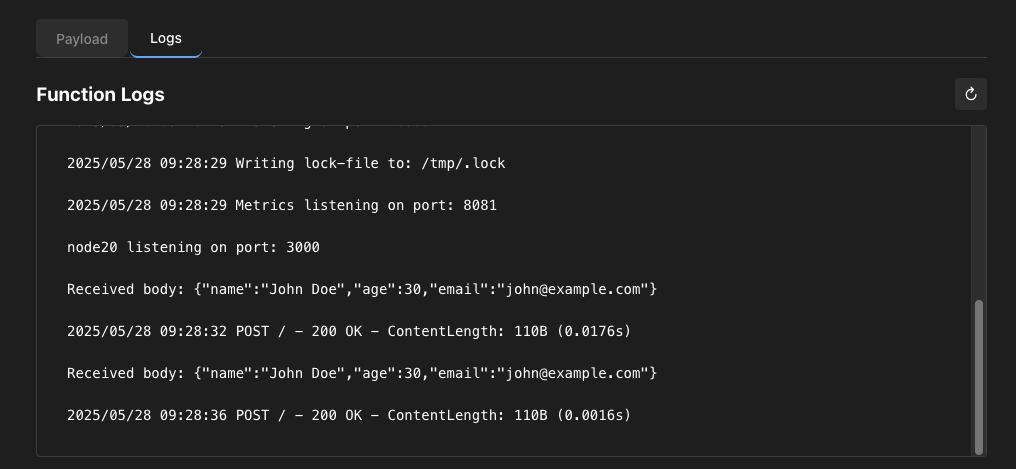 Payload
Logs
Function Logs
2025/05/28 09:28:29 Writing lock-file to: /tmp/.lock
2025/05/28 09:28:29 Metrics listening on port: 8081
node20 listening on port: 3000
Received body: {"name":"John Doe","age":30,"email":"john@example.com"}
2025/05/28 09:28:32 POST / - 200 OK - ContentLength: 110B (0.0176s)
Received body: {"name":"John Doe","age":30,"email":"john@example.com"}
2025/05/28 09:28:36 POST / - 200 OK - ContentLength: 110B (0.0016s)